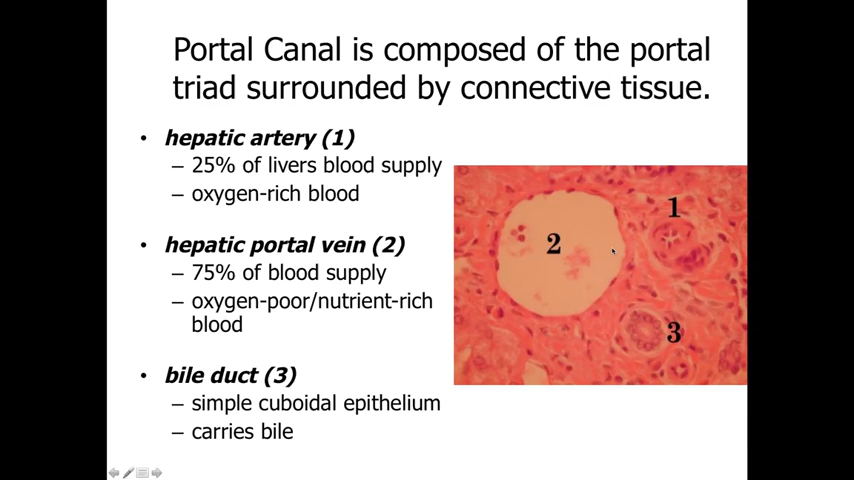 Portal Canal is composed of the portal
triad surrounded by connective tissue.
• hepatic artery (1)
– 25% of livers blood supply
– oxygen-rich blood
• hepatic portal vein (2)
– 75% of blood supply
– oxygen-poor/nutrient-rich
blood
• bile duct (3)
– simple cuboidal epithelium
– carries bile
1
2
3